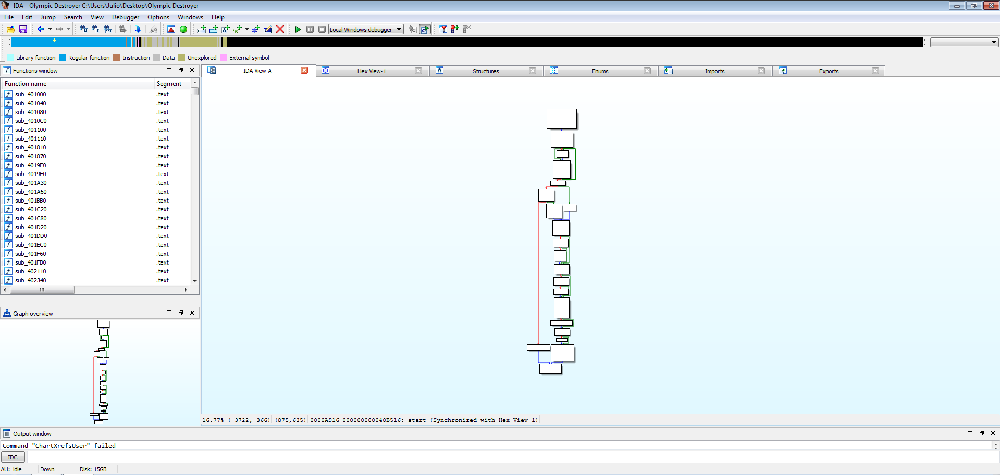 IDA - Olympic Destroyer C:\Users\Julio\Desktop\Olympic Destroyer
File Edit Jump Search View Debugger Options Windows Help
Local Windows debugger
Library function Regular function Instruction Data Unexplored External symbol
Functions window
IDA View-A Hex View-1 Structures Enums Imports Exports
Function name Segment
sub_401000 .text
sub_401040 .text
sub_401080 .text
sub_4010C0 .text
sub_401100 .text
sub_401110 .text
sub_401810 .text
sub_401870 .text
sub_4019E0 .text
sub_4019F0 .text
sub_401A30 .text
sub_401A60 .text
sub_401BB0 .text
sub_401C20 .text
sub_401C80 .text
sub_401D20 .text
sub_401DD0 .text
sub_401EC0 .text
sub_401F60 .text
sub_401FB0 .text
sub_402110 .text
sub_402340 .text
Graph overview
16.77% (-3722,-366) (875,635) 0000A916 000000000040B516: start (Synchronized with Hex View-1)
Output window
Command "ChartXrefsUser" failed
IDC
AU: idle Down Disk: 15GB